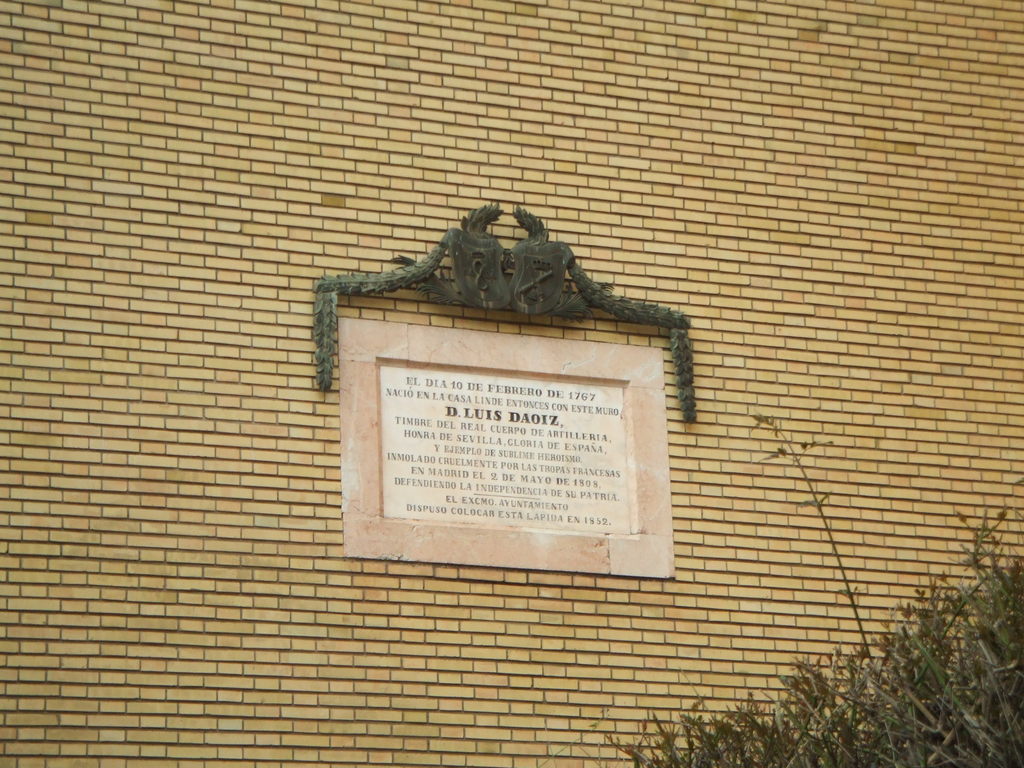 EL DIA 10 DE FEBRERO DE 1767
NACIÓ EN LA CASA LINDE ENTONCES CON ESTE MURO,
D. LUIS DAOIZ,
TIMBRE DEL REAL CUERPO DE ARTILLERIA,
HONRA DE SEVILLA, GLORIA DE ESPAÑA,
Y EJEMPLO DE SUBLIME HEROISMO.
INMOLADO CRUELMENTE POR LAS TROPAS FRANCESAS
EN MADRID EL 2 DE MAYO DE 1808,
DEFENDIENDO LA INDEPENDENCIA DE SU PATRIA.
EL EXCMO. AYUNTAMIENTO
DISPUSO COLOCAR ESTA LAPIDA EN 1852.